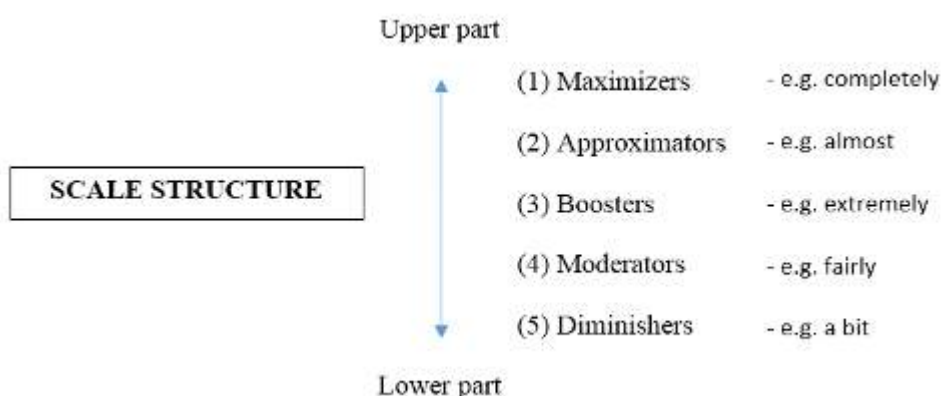 Upper part
(1) Maximizers - e.g. completely
(2) Approximators - e.g. almost
SCALE STRUCTURE
(3) Boosters - e.g. extremely
(4) Moderators - e.g. fairly
(5) Diminishers - e.g. a bit
Lower part